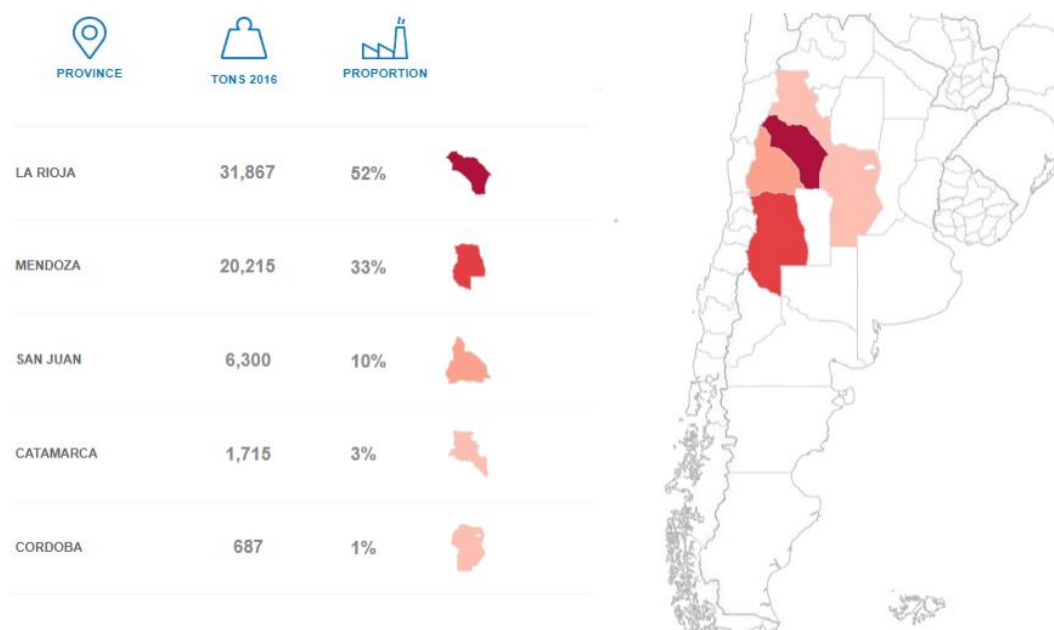 PROVINCE TONS 2016 PROPORTION
LA RIOJA 31,867 52%
MENDOZA 20,215 33%
SAN JUAN 6,300 10%
CATAMARCA 1,715 3%
CORDOBA 687 1%